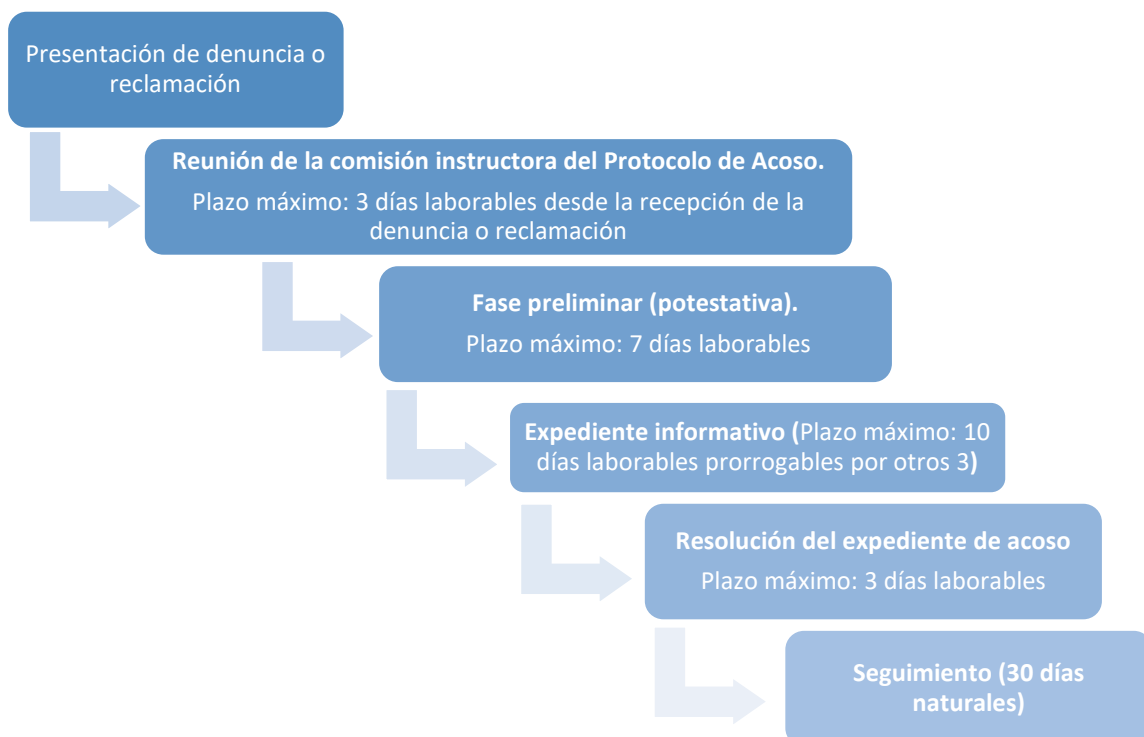 Presentación de denuncia o
reclamación
Reunión de la comisión instructora del Protocolo de Acoso.
Plazo máximo: 3 días laborables desde la recepción de la
denuncia o reclamación
Fase preliminar (potestativa).
Plazo máximo: 7 días laborables
Expediente informativo (Plazo máximo: 10
días laborables prorrogables por otros 3)
Resolución del expediente de acoso
Plazo máximo: 3 días laborables
Seguimiento (30 días
naturales)